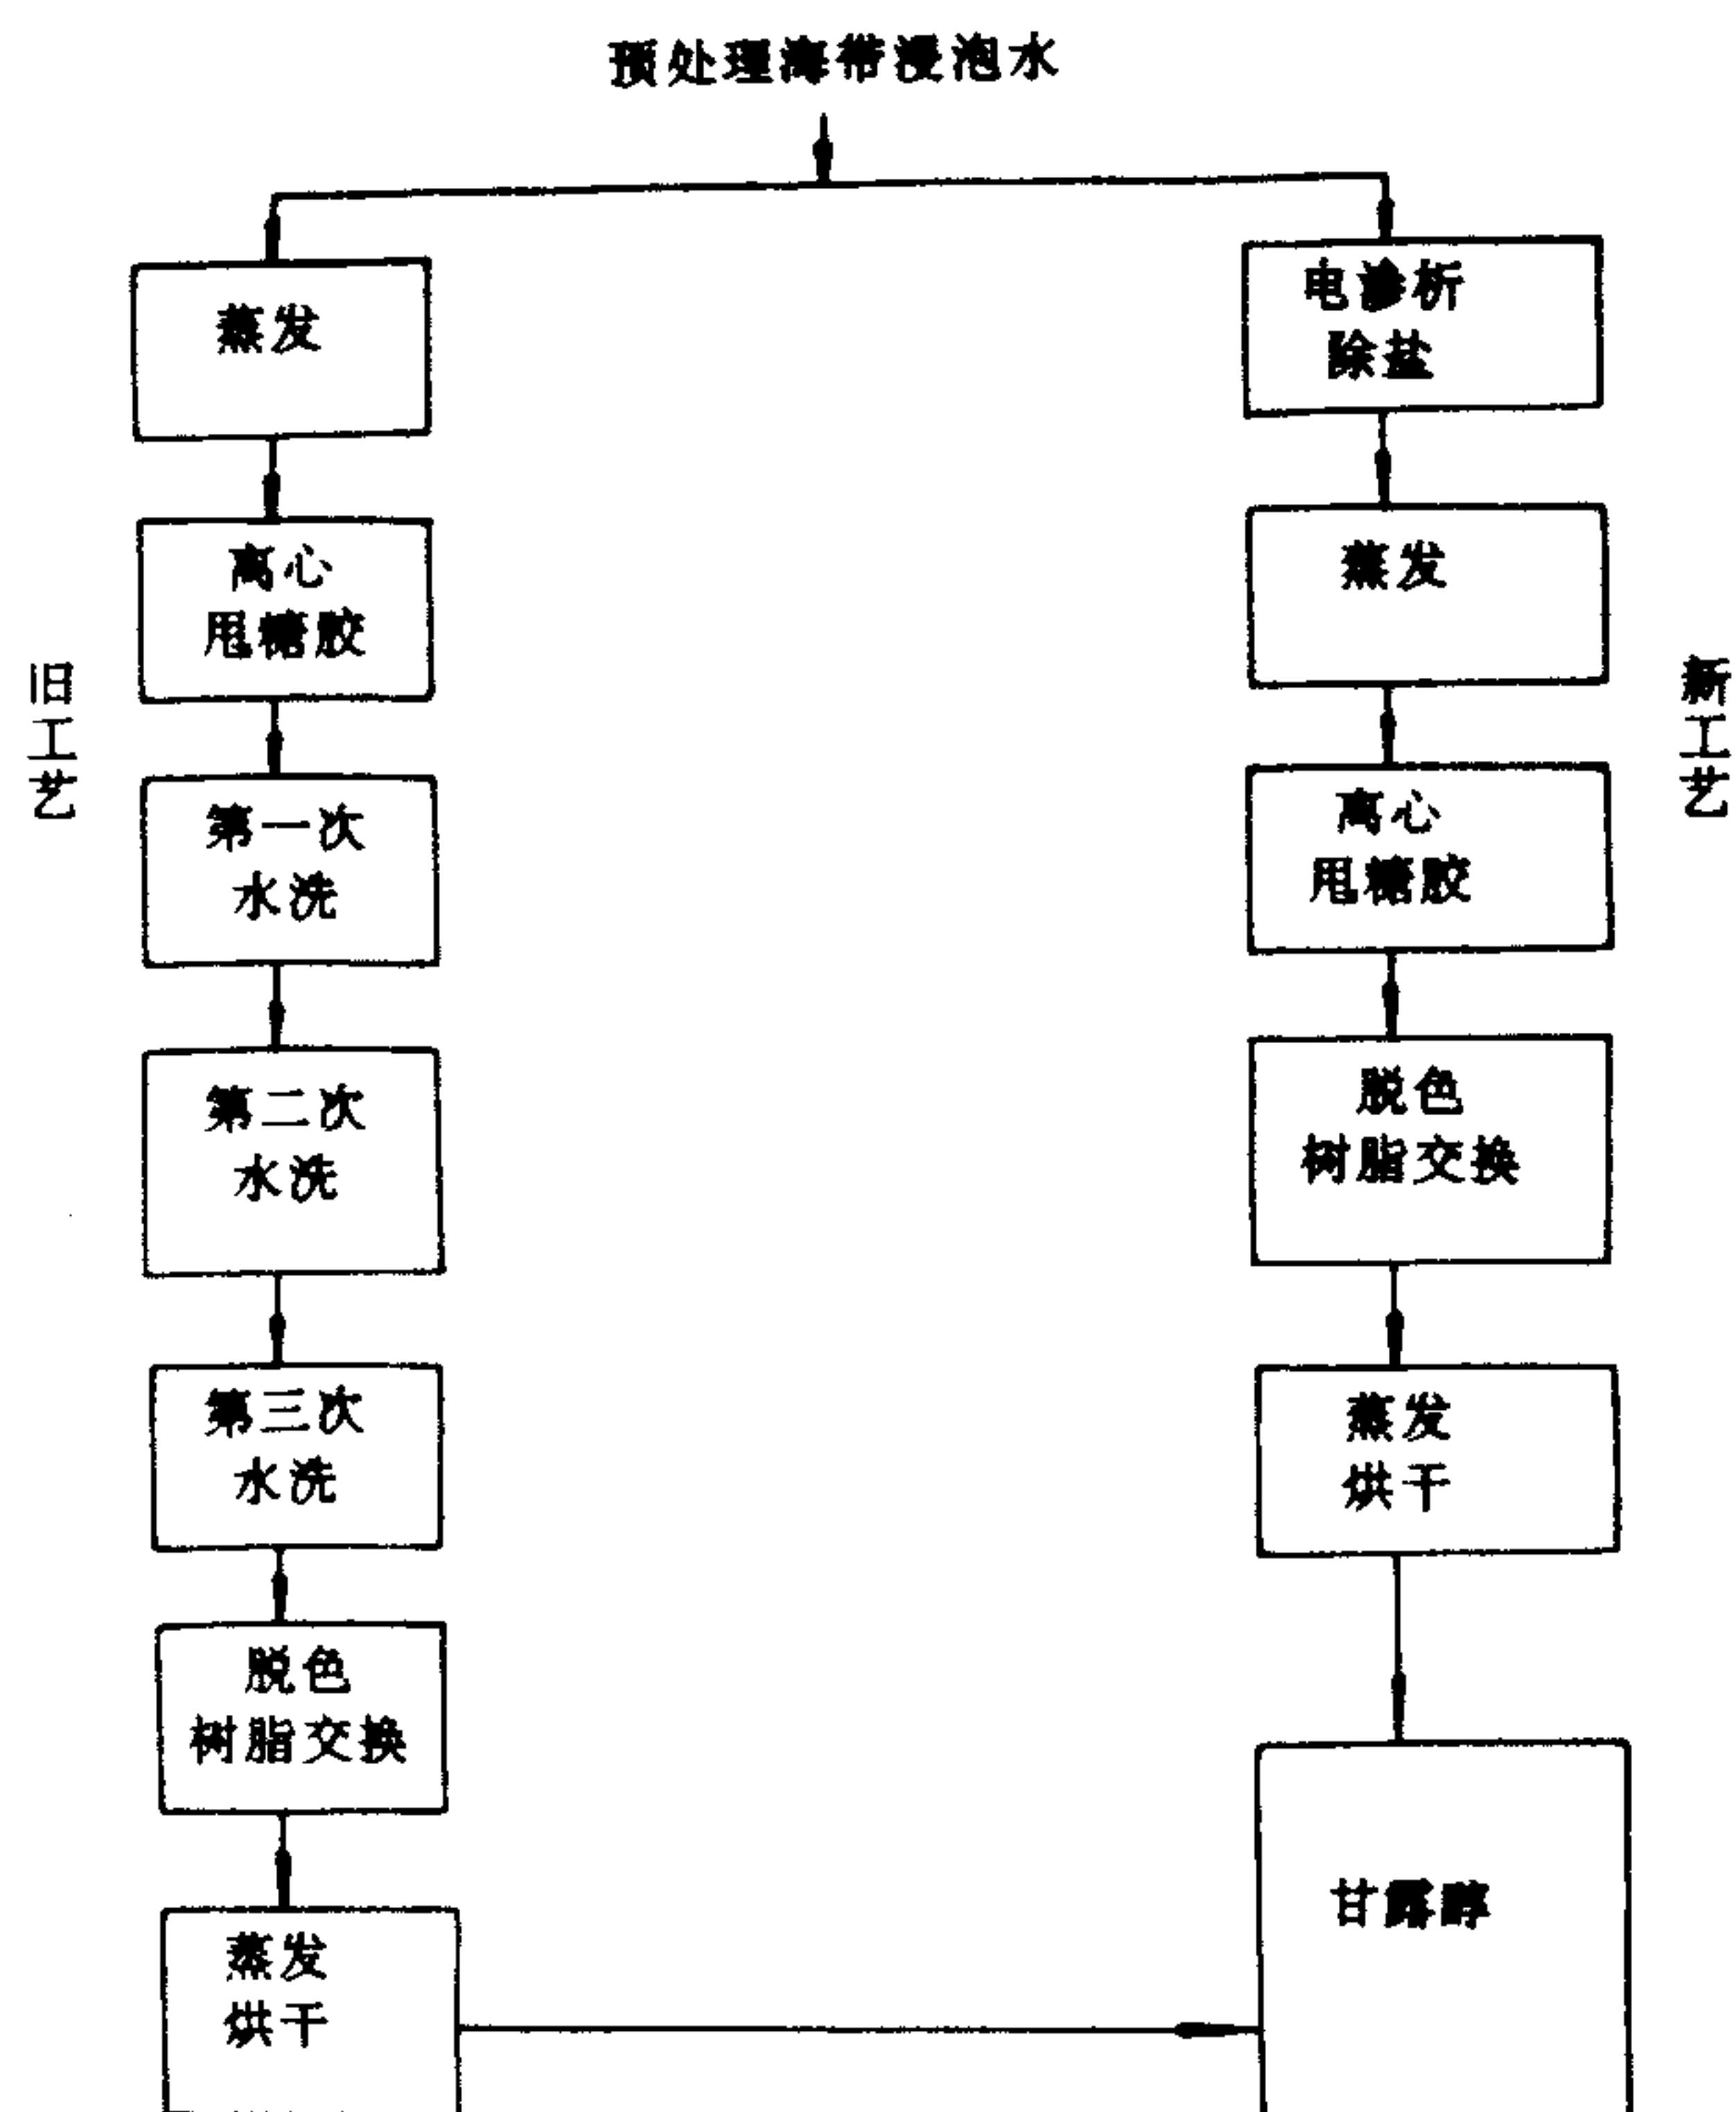 预处理海带浸泡水
旧工艺
蒸发
离心
甩糖胶
第一次
水洗
第二次
水洗
第三次
水洗
脱色
树脂交换
蒸发
烘干
新工艺
电渗析
除盐
蒸发
离心
甩糖胶
脱色
树脂交换
蒸发
烘干
甘露醇